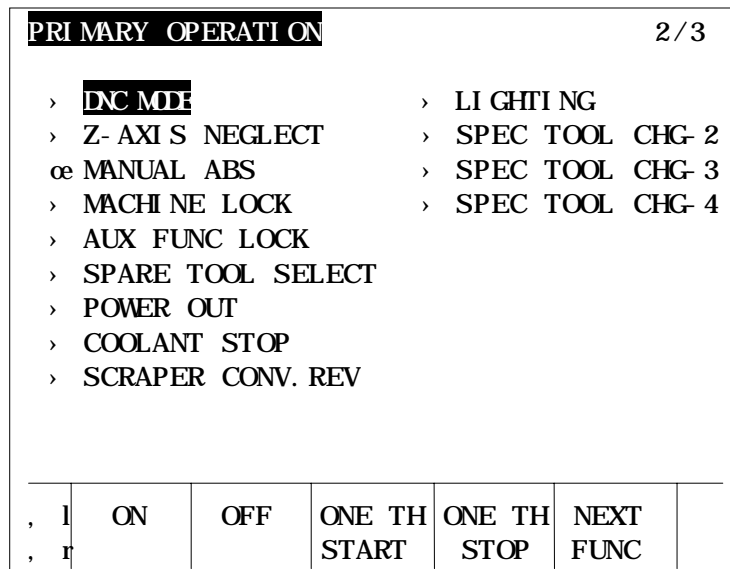 PRIMARY OPERATION 2/3
› DNC MODE › LIGHTING
› Z-AXIS NEGLECT › SPEC TOOL CHG-2
œ MANUAL ABS › SPEC TOOL CHG-3
› MACHINE LOCK › SPEC TOOL CHG-4
› AUX FUNC LOCK
› SPARE TOOL SELECT
› POWER OUT
› COOLANT STOP
› SCRAPER CONV. REV
, l ON OFF ONE TH ONE TH NEXT
, r START STOP FUNC